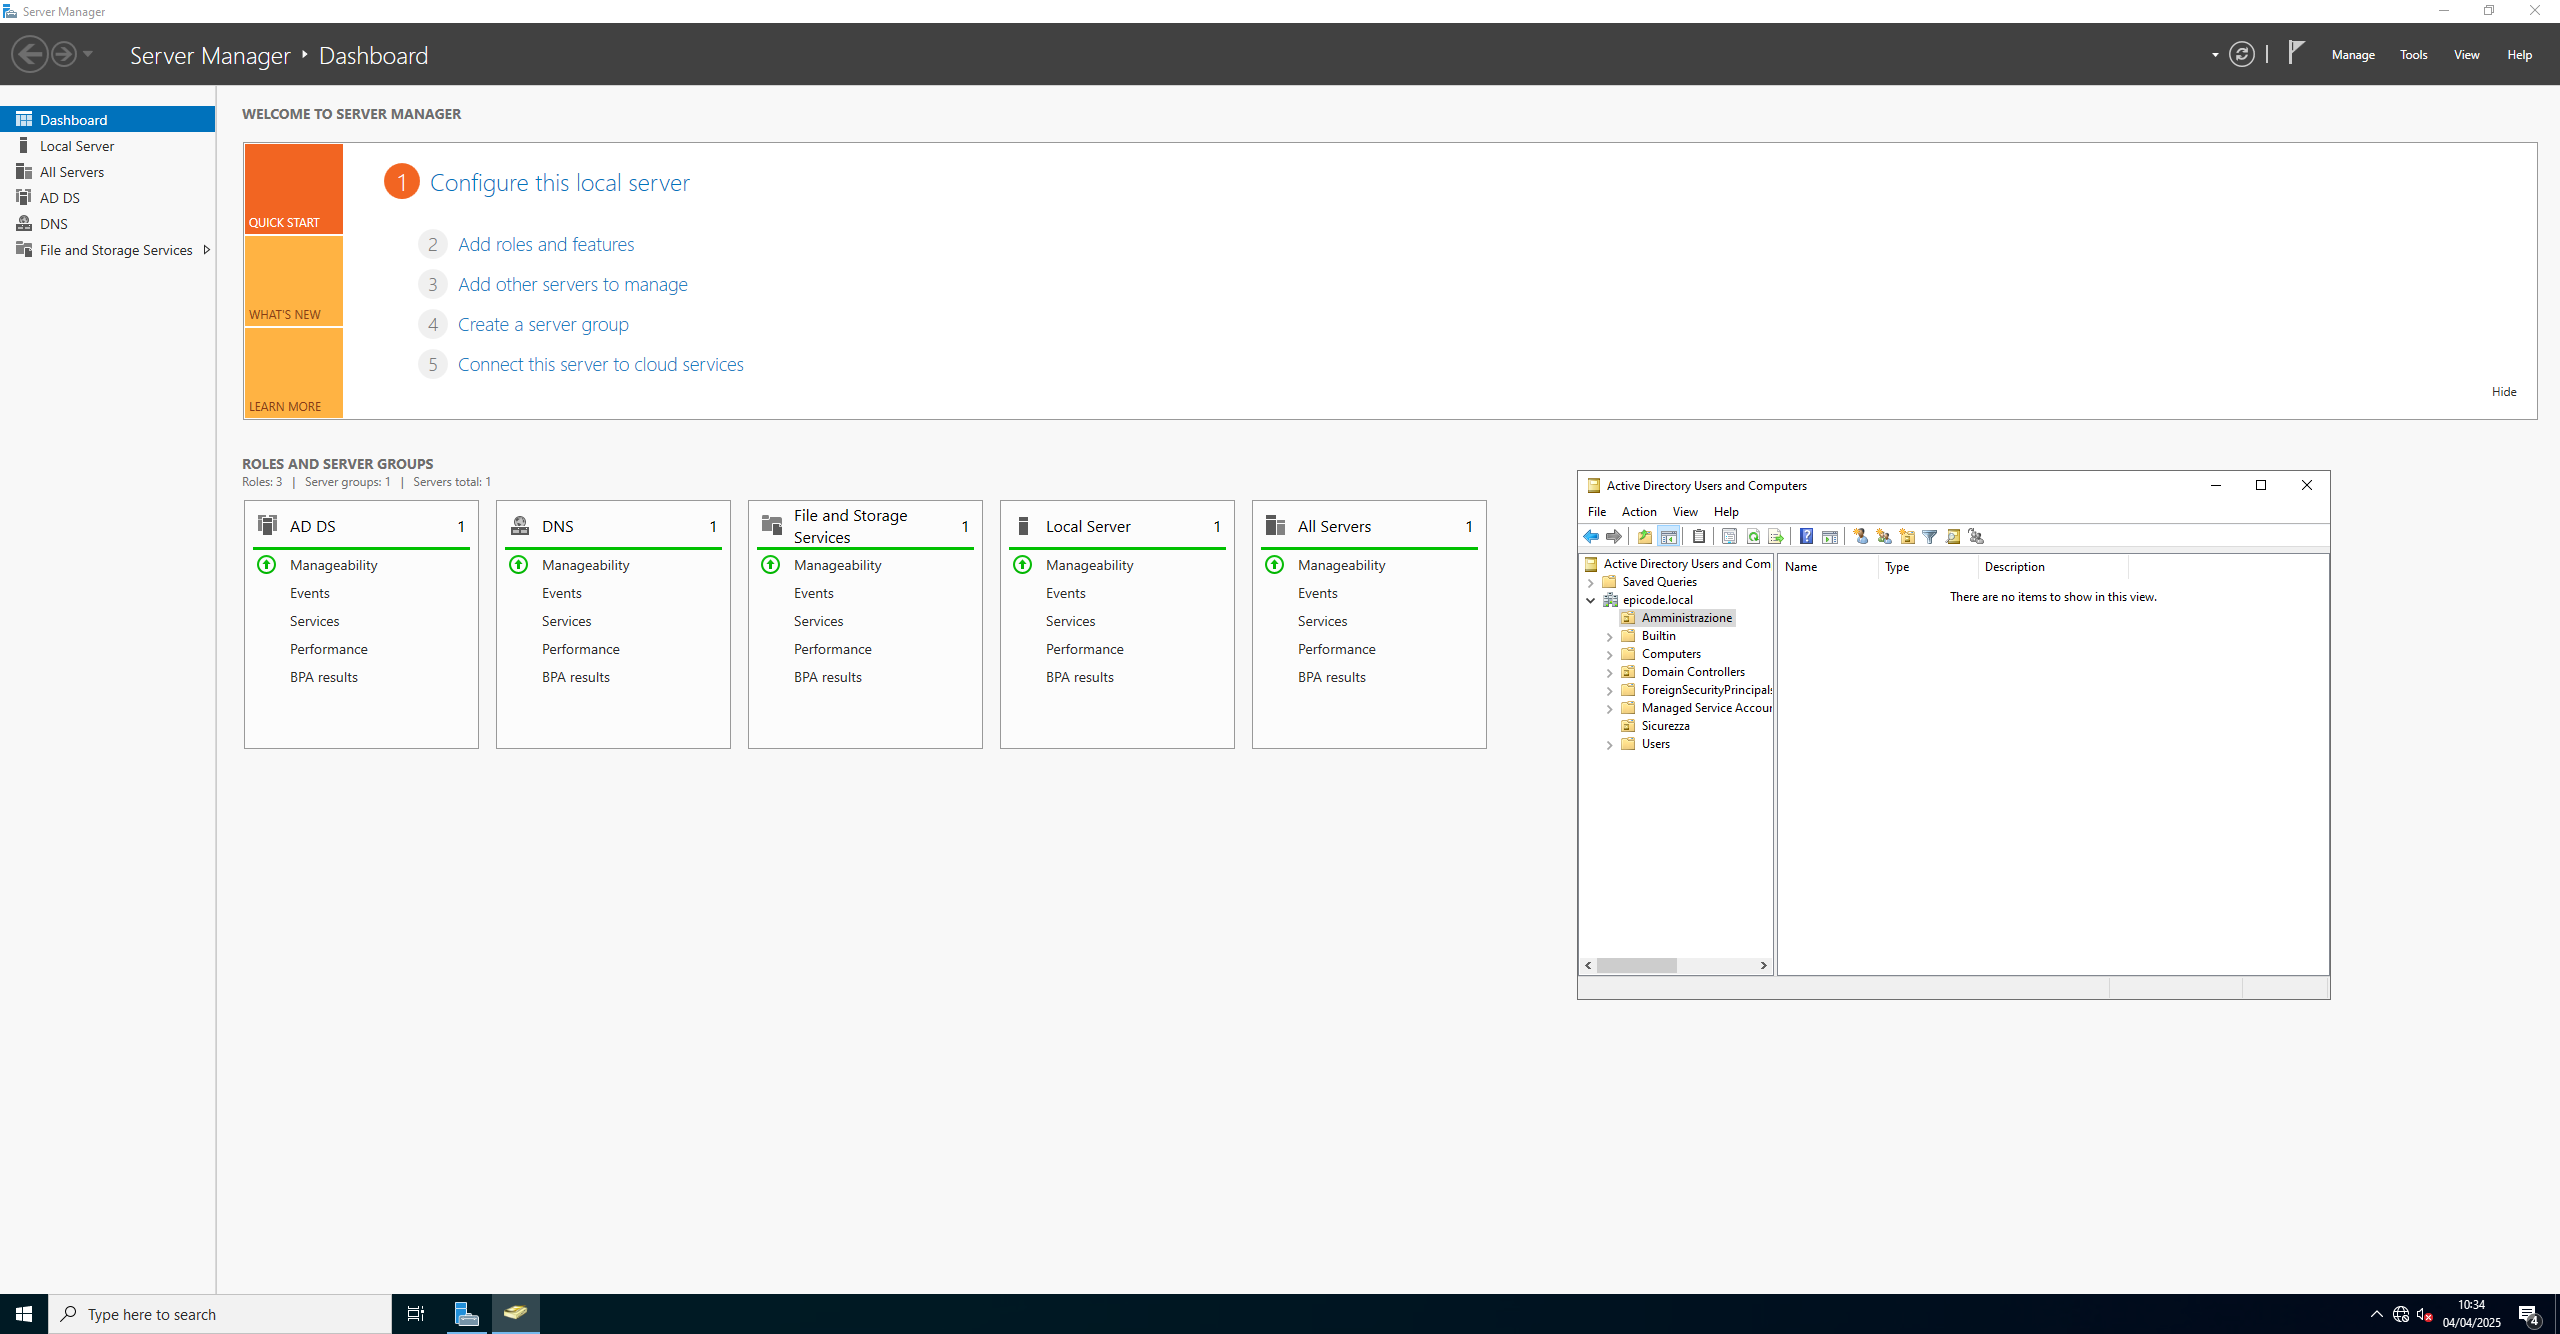 Server Manager
Server Manager ‣ Dashboard
Manage Tools View Help
Dashboard
Local Server
All Servers
AD DS
DNS
File and Storage Services
WELCOME TO SERVER MANAGER
QUICK START
WHAT'S NEW
LEARN MORE
1 Configure this local server
2 Add roles and features
3 Add other servers to manage
4 Create a server group
5 Connect this server to cloud services
Hide
ROLES AND SERVER GROUPS
Roles: 3 | Server groups: 1 | Servers total: 1
AD DS 1
Manageability
Events
Services
Performance
BPA results
DNS 1
Manageability
Events
Services
Performance
BPA results
File and Storage
Services 1
Manageability
Events
Services
Performance
BPA results
Local Server 1
Manageability
Events
Services
Performance
BPA results
All Servers 1
Manageability
Events
Services
Performance
BPA results
Active Directory Users and Computers
File Action View Help
Active Directory Users and Com
Saved Queries
epicode.local
Amministrazione
Builtin
Computers
Domain Controllers
ForeignSecurityPrincipals
Managed Service Accour
Sicurezza
Users
Name Type Description
There are no items to show in this view.
Type here to search
10:34
04/04/2025
4